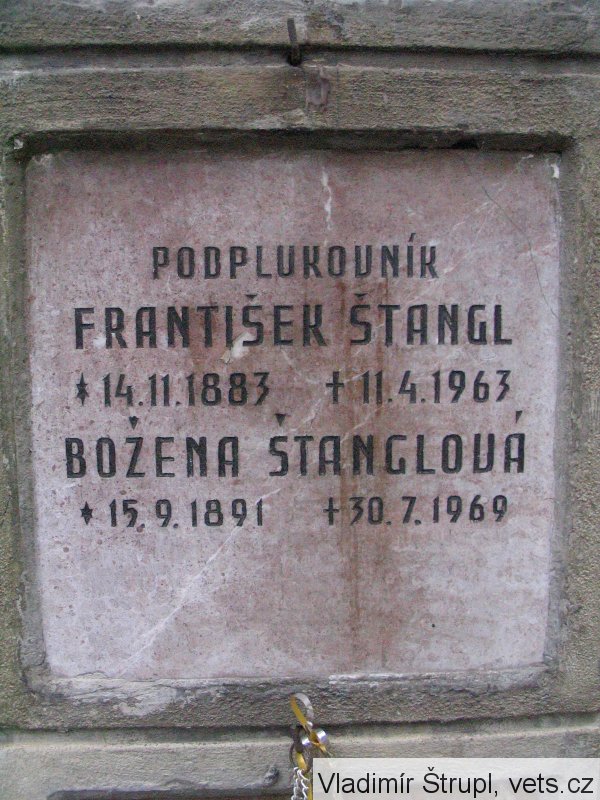 PODPLUKOVNÍK
FRANTIŠEK ŠTANGL
* 14.11.1883 † 11.4.1963
BOŽENA ŠTANGLOVÁ
* 15.9.1891 † 30.7.1969
Vladimír Štrupl, vets.cz